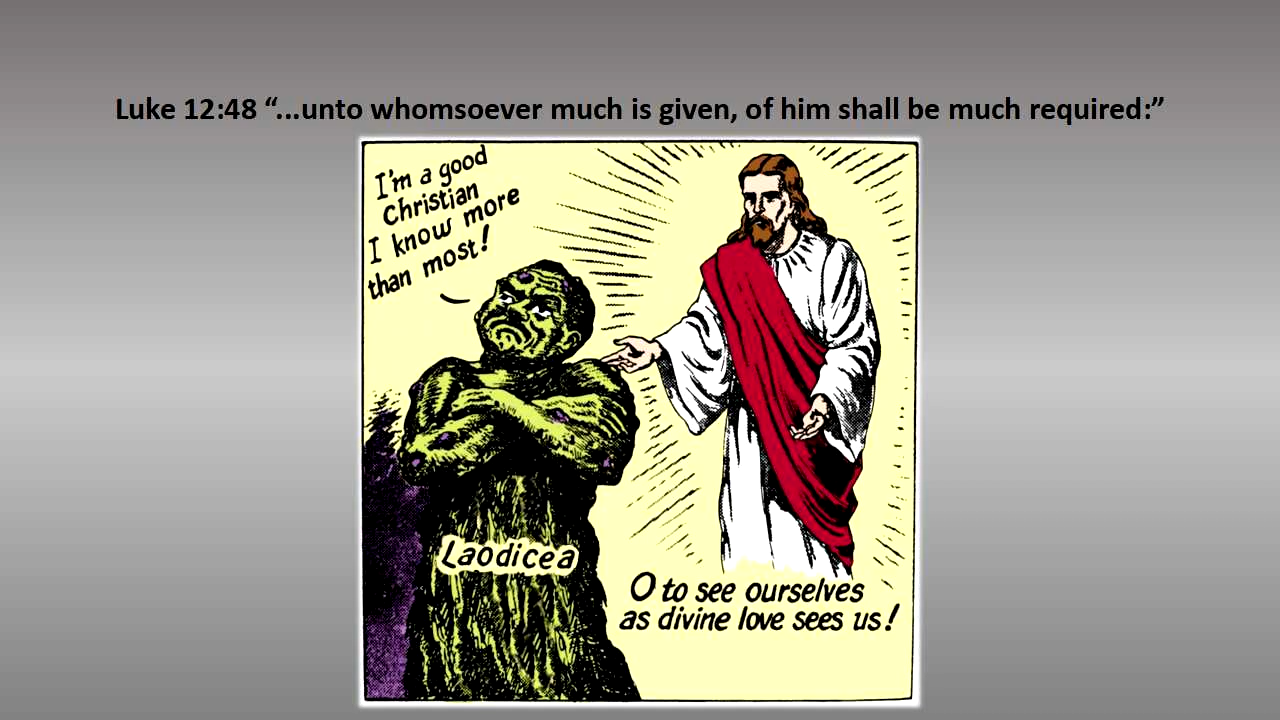 Luke 12:48 “...unto whomsoever much is given, of him shall be much required:”
I'm a good
Christian
I know more
than most!
Laodicea
O to see ourselves
as divine love sees us!